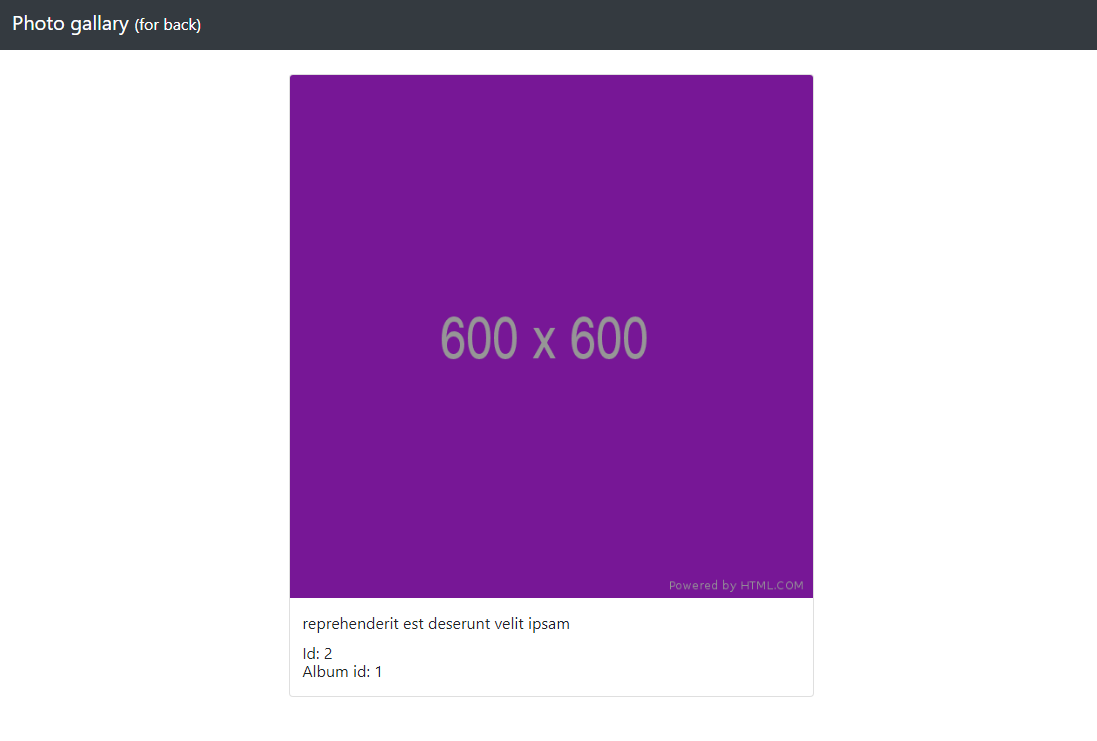 Photo gallary (for back)
600 x 600
Powered by HTML.COM
reprehenderit est deserunt velit ipsam
Id: 2
Album id: 1